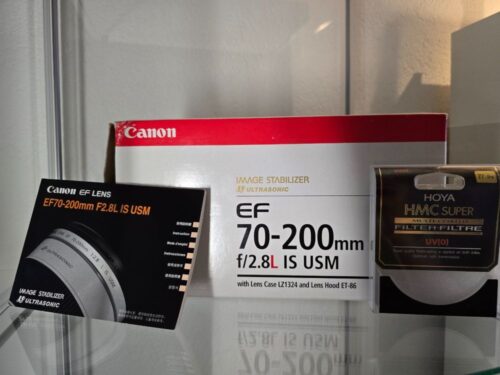 Canon
IMAGE STABILIZER
ULTRASONIC
EF
70-200mm
f/2.8L IS USM
with Lens Case LZ1324 and Lens Hood ET-86
Canon EF LENS
EF70-200mm F2.8L IS USM
Instruction
IMAGE STABILIZER
ULTRASONIC
HOYA
HMC SUPER
FILTER•FILTRE
UV(0)